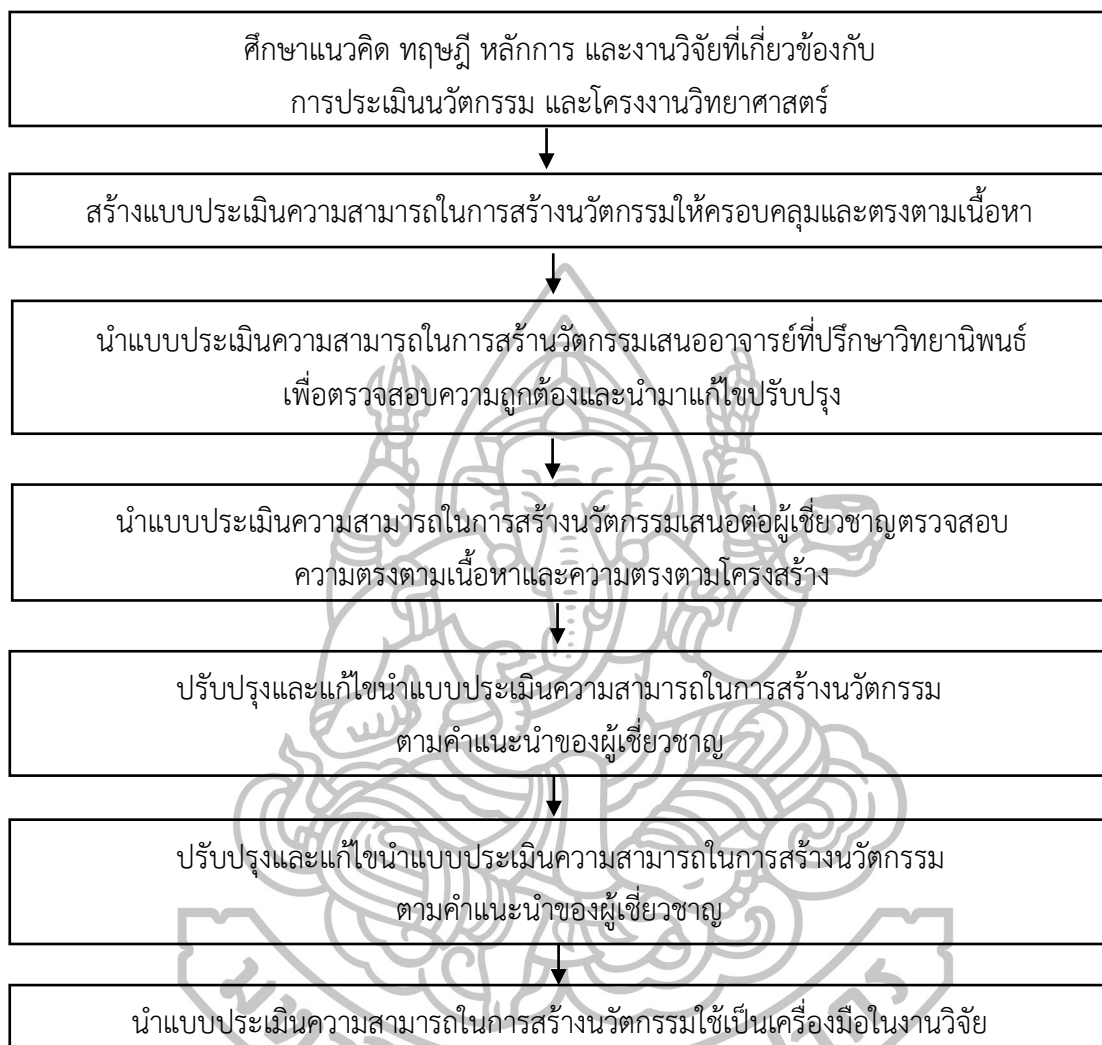 ศึกษาแนวคิด ทฤษฎี หลักการ และงานวิจัยที่เกี่ยวข้องกับ
การประเมินนวัตกรรม และโครงงานวิทยาศาสตร์
สร้างแบบประเมินความสามารถในการสร้างนวัตกรรมให้ครอบคลุมและตรงตามเนื้อหา
นำแบบประเมินความสามารถในการสร้านวัตกรรมเสนออาจารย์ที่ปรึกษาวิทยานิพนธ์
เพื่อตรวจสอบความถูกต้องและนำมาแก้ไขปรับปรุง
นำแบบประเมินความสามารถในการสร้างนวัตกรรมเสนอต่อผู้เชี่ยวชาญตรวจสอบ
ความตรงตามเนื้อหาและความตรงตามโครงสร้าง
ปรับปรุงและแก้ไขนำแบบประเมินความสามารถในการสร้างนวัตกรรม
ตามคำแนะนำของผู้เชี่ยวชาญ
ปรับปรุงและแก้ไขนำแบบประเมินความสามารถในการสร้างนวัตกรรม
ตามคำแนะนำของผู้เชี่ยวชาญ
นำแบบประเมินความสามารถในการสร้างนวัตกรรมใช้เป็นเครื่องมือในงานวิจัย